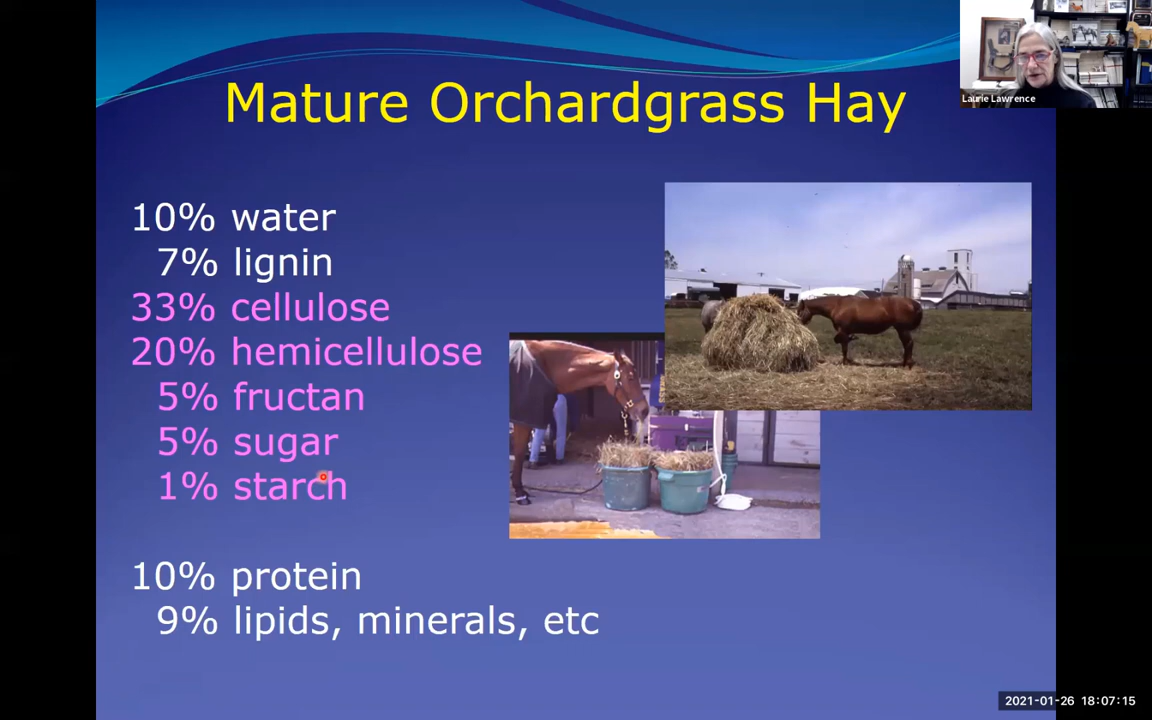 Mature Orchardgrass Hay
Laurie Lawrence
10% water
7% lignin
33% cellulose
20% hemicellulose
5% fructan
5% sugar
1% starch
10% protein
9% lipids, minerals, etc
2021-01-26 18:07:15